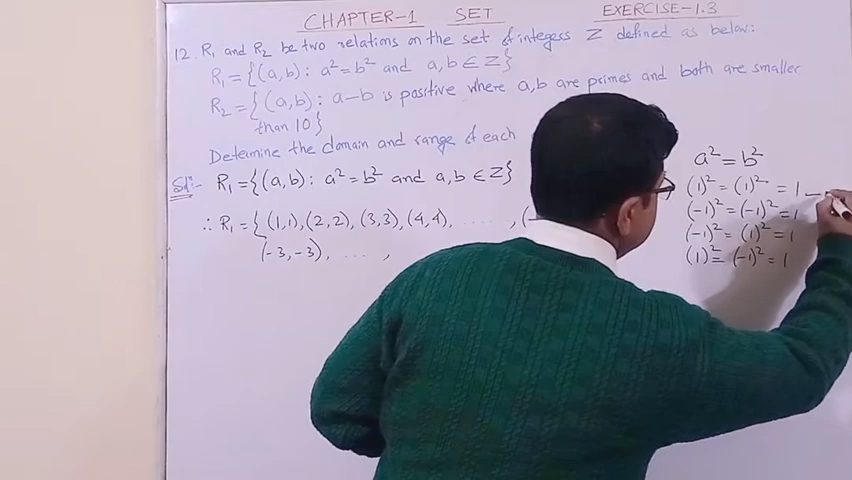 CHAPTER-1 SET EXERCISE-1.3
12. R₁ and R₂ be two relations on the set of integess Z defined as below:
R₁ = {(a,b) : a² = b² and a,b ∈ Z}
R₂ = {(a,b) : a-b is positive where a,b are primes and both are smaller
than 10}
Determine the domain and range of each
Sol:- R₁ = {(a,b) : a² = b² and a,b ∈ Z}
∴ R₁ = {(1,1), (2,2), (3,3), (4,4), ...... , (-
(-3,-3), .... ,
a² = b²
(1)² = (1)² = 1
(-1)² = (-1)² = 1
(-1)² = (1)² = 1
(1)² = (-1)² = 1